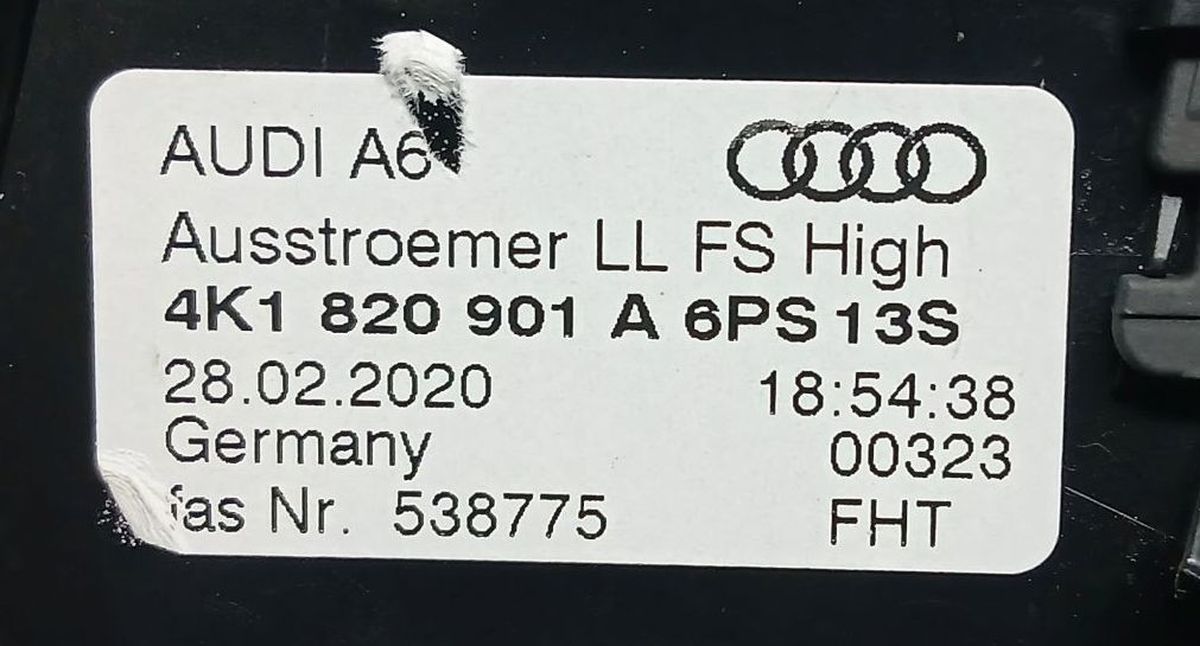 AUDI A6
Ausstroemer LL FS High
4K1 820 901 A 6PS 13S
28.02.2020 18:54:38
Germany 00323
fas Nr. 538775 FHT